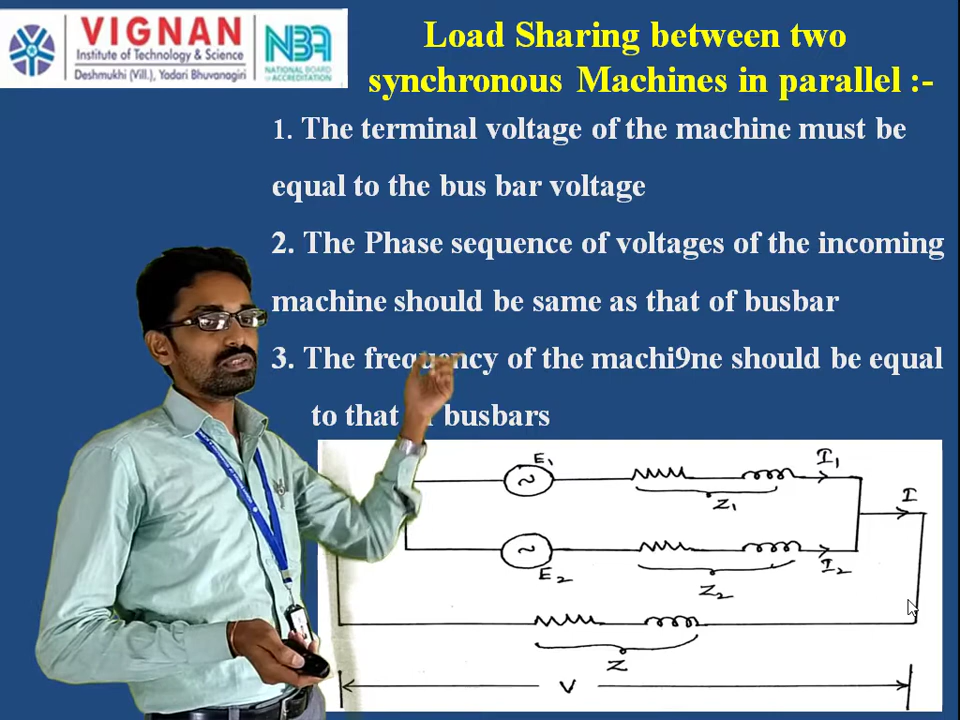 VIGNAN
Institute of Technology & Science
Deshmukhi (Vill.), Yadari Bhuvanagiri
NBA
NATIONAL BOARD
of ACCREDITATION
Load Sharing between two
synchronous Machines in parallel :-
1. The terminal voltage of the machine must be
equal to the bus bar voltage
2. The Phase sequence of voltages of the incoming
machine should be same as that of busbar
3. The frequency of the machi9ne should be equal
to that busbars
E1
I1
Z1
I
E2
I2
Z2
Z
V